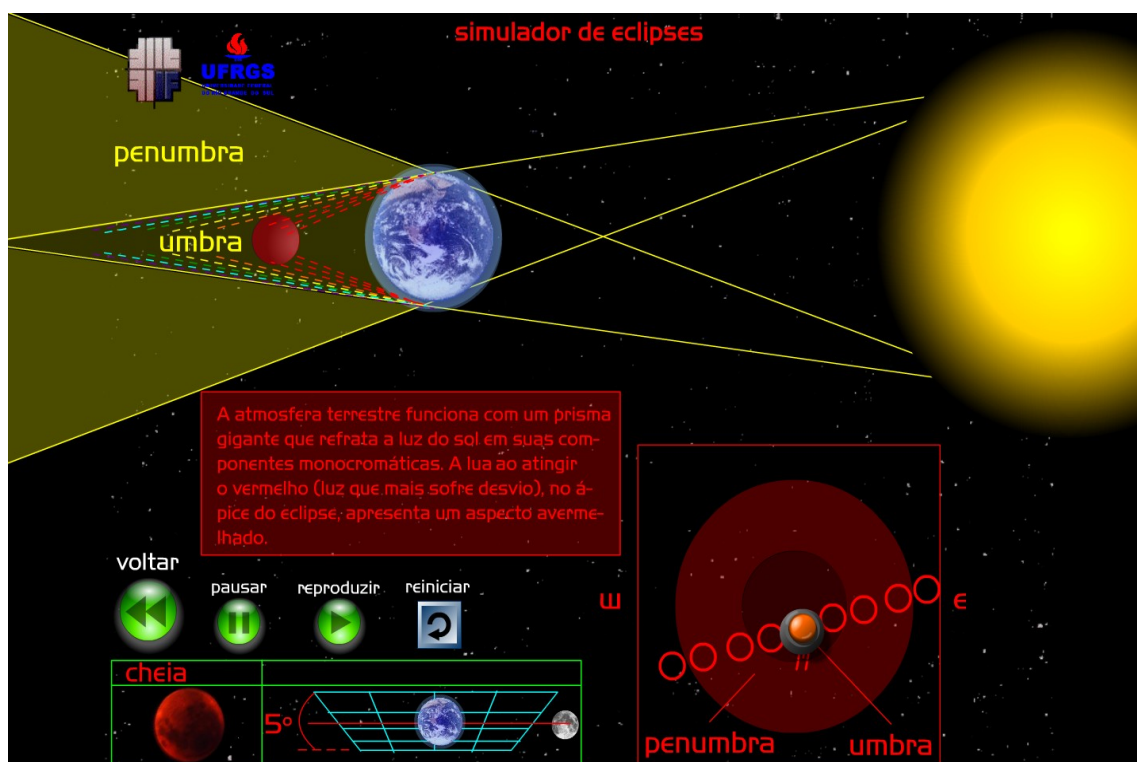 simulador de eclipses
UFRGS
penumbra
umbra
A atmosfera terrestre funciona com um prisma
gigante que refrata a luz do sol em suas com-
ponentes monocromáticas. A lua ao atingir
o vermelho (luz que mais sofre desvio), no á-
pice do eclipse, apresenta um aspecto averme-
lhado.
voltar
pausar
reproduzir
reiniciar
cheia
5º
W
E
penumbra
umbra